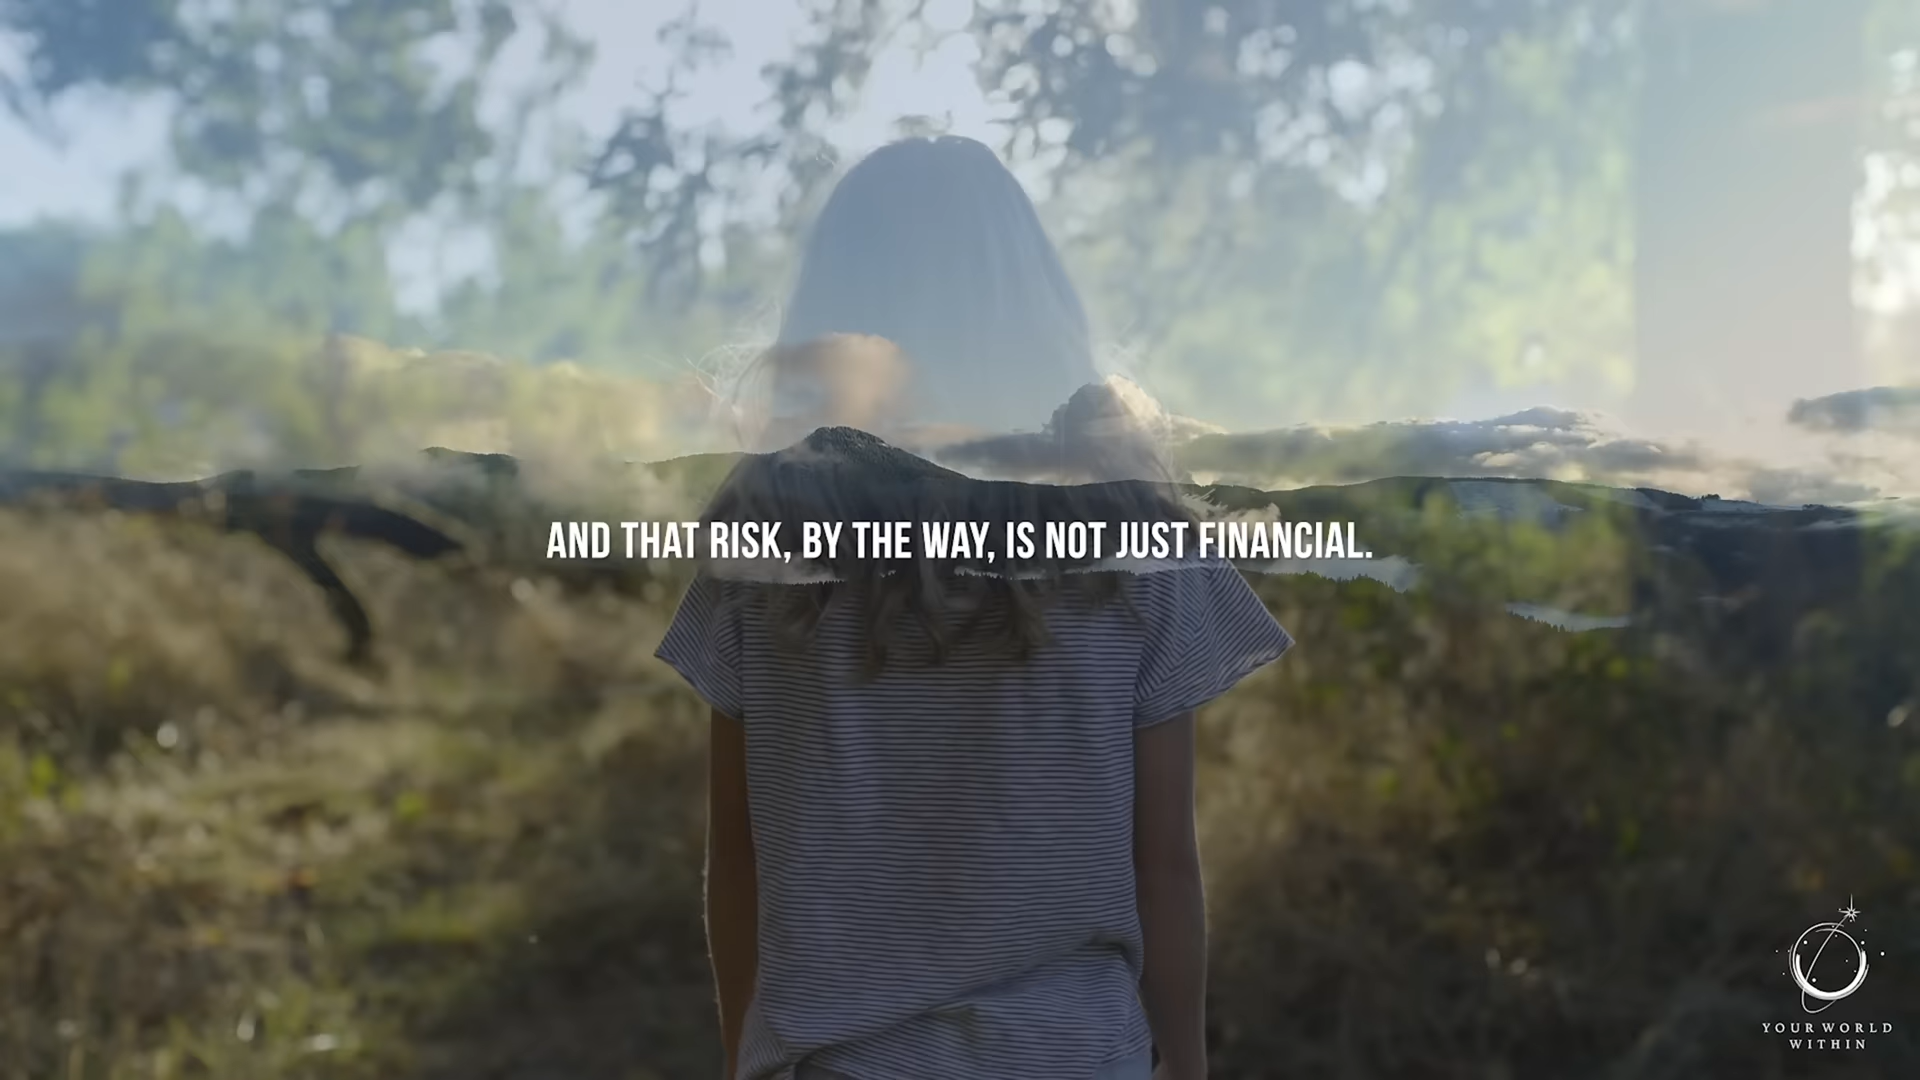 AND THAT RISK, BY THE WAY, IS NOT JUST FINANCIAL.
YOUR WORLD
WITHIN